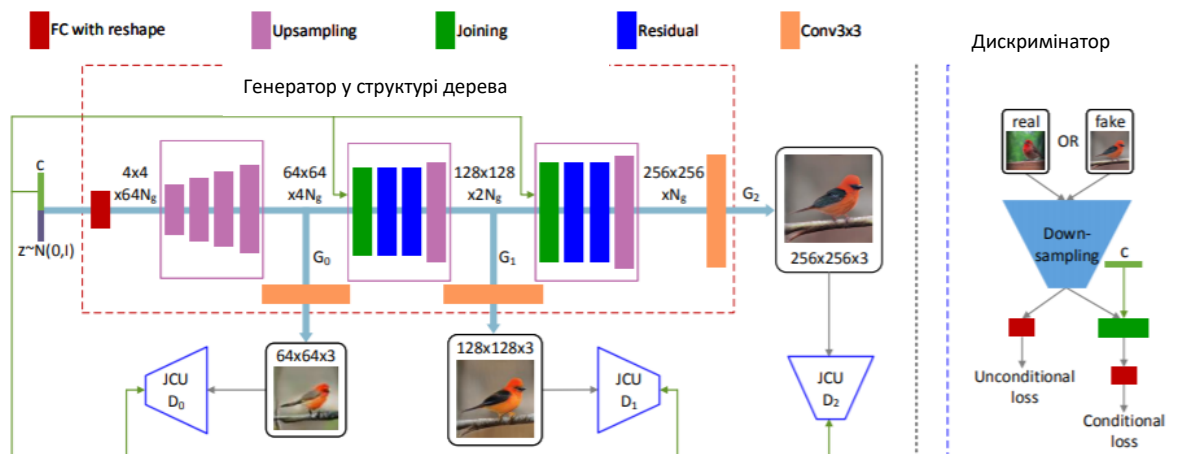 FC with reshape
Upsampling
Joining
Residual
Conv3x3
Дискримінатор
Генератор у структурі дерева
c
z~N(0,I)
4x4
x64Ng
64x64
x4Ng
128x128
x2Ng
256x256
xNg
G0
G1
G2
256x256x3
64x64x3
128x128x3
JCU
D0
JCU
D1
JCU
D2
real
OR
fake
Down-
sampling
c
Unconditional
loss
Conditional
loss